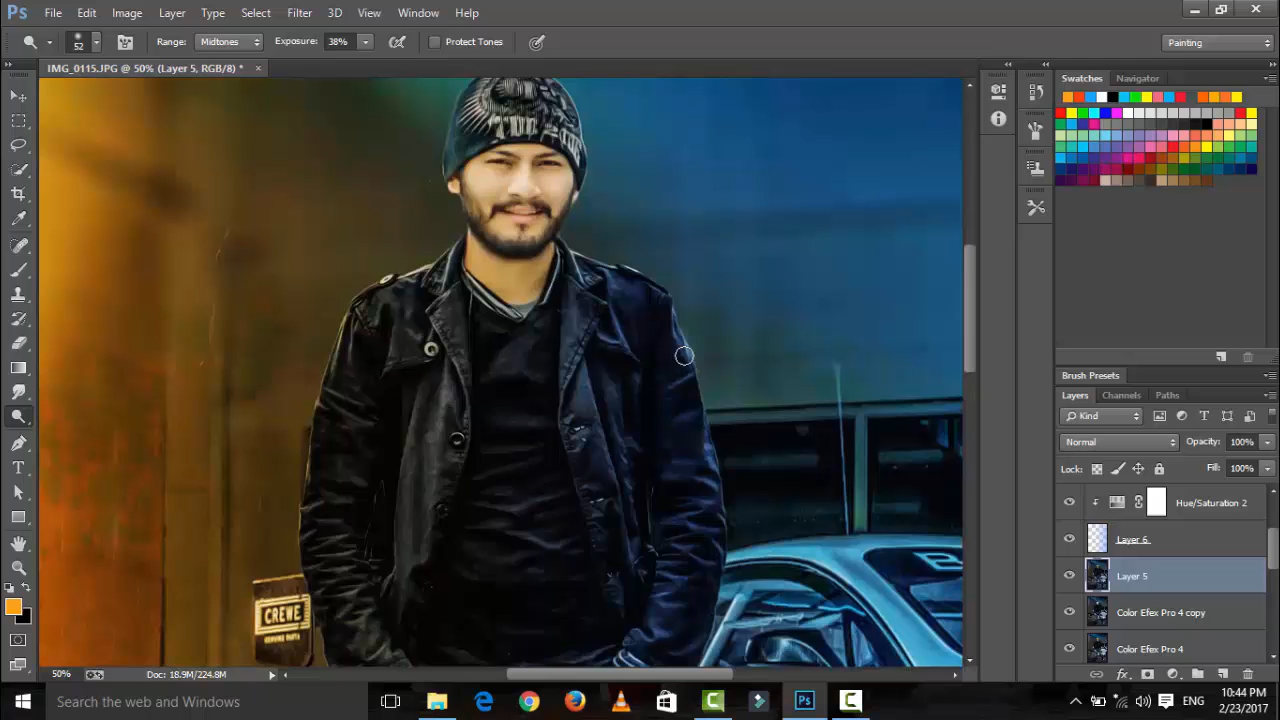 Ps File Edit Image Layer Type Select Filter 3D View Window Help
52 Range: Midtones Exposure: 38% Protect Tones Painting
IMG_0115.JPG @ 50% (Layer 5, RGB/8) * ×
Swatches Navigator
Brush Presets
Layers Channels Paths
Kind
Normal Opacity: 100%
Lock: Fill: 100%
Hue/Saturation 2
Layer 6
Layer 5
Color Efex Pro 4 copy
Color Efex Pro 4
CREWE
50% Doc: 18.9M/224.8M
Search the web and Windows
ENG 10:44 PM
2/23/2017